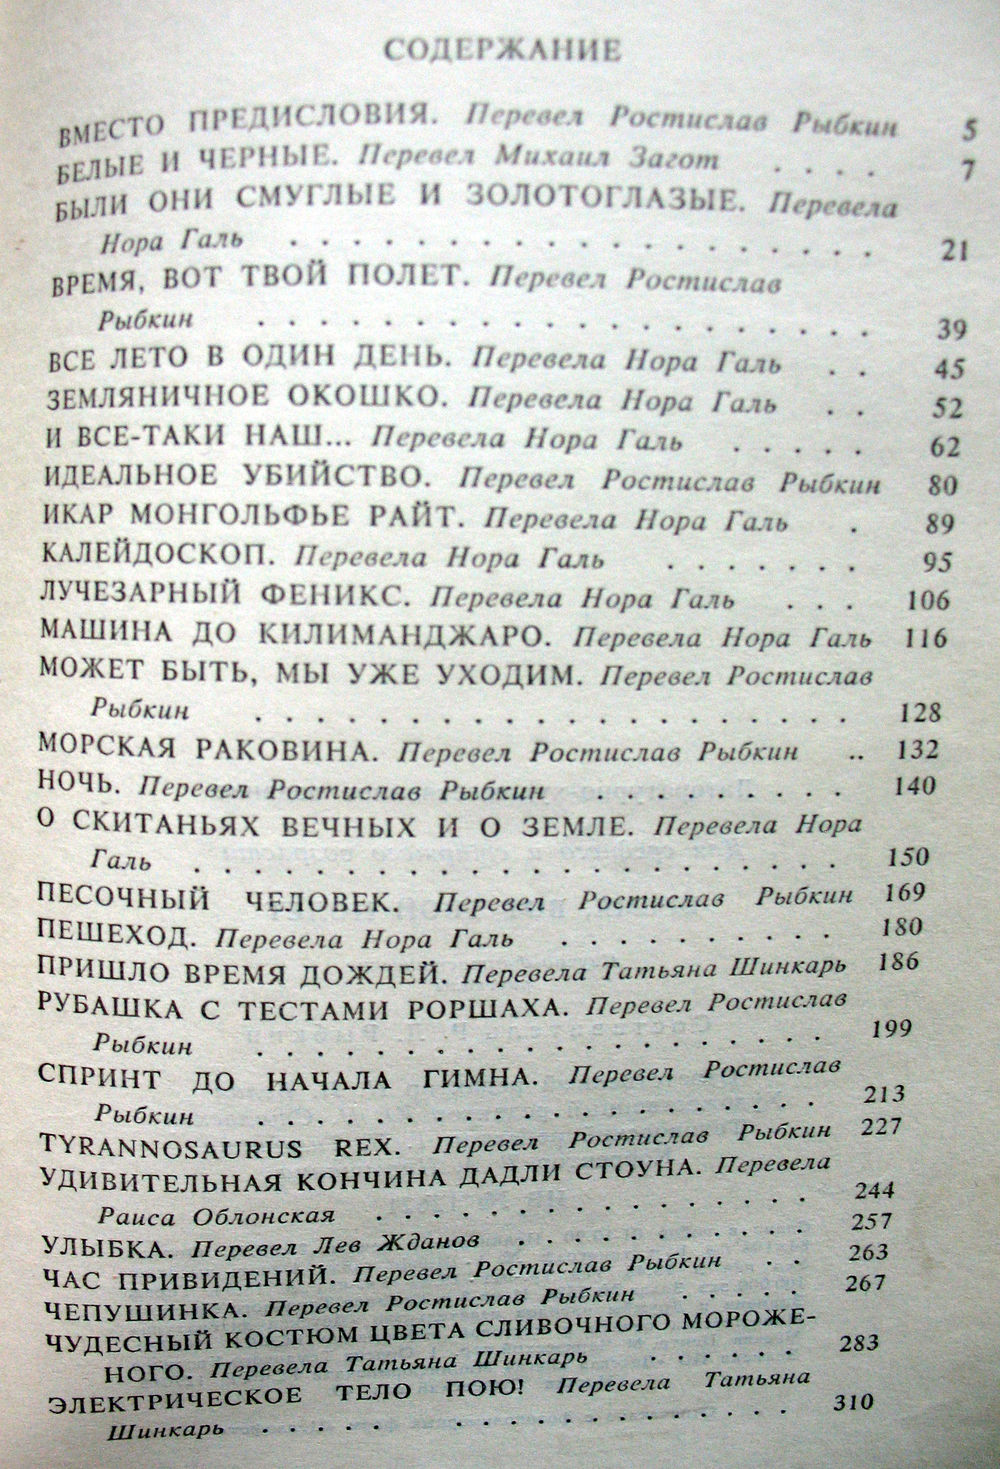 СОДЕРЖАНИЕ
ВМЕСТО ПРЕДИСЛОВИЯ. Перевел Ростислав Рыбкин 5
БЕЛЫЕ И ЧЕРНЫЕ. Перевел Михаил Загот . . . . 7
БЫЛИ ОНИ СМУГЛЫЕ И ЗОЛОТОГЛАЗЫЕ. Перевела
Нора Галь . . . . . . . . . . . . . . . . . . . 21
ВРЕМЯ, ВОТ ТВОЙ ПОЛЕТ. Перевел Ростислав
Рыбкин . . . . . . . . . . . . . . . . . . . . 39
ВСЕ ЛЕТО В ОДИН ДЕНЬ. Перевела Нора Галь . . 45
ЗЕМЛЯНИЧНОЕ ОКОШКО. Перевела Нора Галь . . 52
И ВСЕ-ТАКИ НАШ... Перевела Нора Галь . . . . . 62
ИДЕАЛЬНОЕ УБИЙСТВО. Перевел Ростислав Рыбкин 80
ИКАР МОНГОЛЬФЬЕ РАЙТ. Перевела Нора Галь . 89
КАЛЕЙДОСКОП. Перевела Нора Галь . . . . . . . 95
ЛУЧЕЗАРНЫЙ ФЕНИКС. Перевела Нора Галь . . . 106
МАШИНА ДО КИЛИМАНДЖАРО. Перевела Нора Галь 116
МОЖЕТ БЫТЬ, МЫ УЖЕ УХОДИМ. Перевел Ростислав
Рыбкин . . . . . . . . . . . . . . . . . . . . 128
МОРСКАЯ РАКОВИНА. Перевел Ростислав Рыбкин .. 132
НОЧЬ. Перевел Ростислав Рыбкин . . . . . . . . . 140
О СКИТАНЬЯХ ВЕЧНЫХ И О ЗЕМЛЕ. Перевела Нора
Галь . . . . . . . . . . . . . . . . . . . . . 150
ПЕСОЧНЫЙ ЧЕЛОВЕК. Перевел Ростислав Рыбкин 169
ПЕШЕХОД. Перевела Нора Галь . . . . . . . . . 180
ПРИШЛО ВРЕМЯ ДОЖДЕЙ. Перевела Татьяна Шинкарь 186
РУБАШКА С ТЕСТАМИ РОРШАХА. Перевел Ростислав
Рыбкин . . . . . . . . . . . . . . . . . . . 199
СПРИНТ ДО НАЧАЛА ГИМНА. Перевел Ростислав
Рыбкин . . . . . . . . . . . . . . . . . . . 213
TYRANNOSAURUS REX. Перевел Ростислав Рыбкин 227
УДИВИТЕЛЬНАЯ КОНЧИНА ДАДЛИ СТОУНА. Перевела
Раиса Облонская . . . . . . . . . . . . . . 244
УЛЫБКА. Перевел Лев Жданов . . . . . . . . . . 257
ЧАС ПРИВИДЕНИЙ. Перевел Ростислав Рыбкин . . 263
ЧЕПУШИНКА. Перевел Ростислав Рыбкин . . . . . 267
ЧУДЕСНЫЙ КОСТЮМ ЦВЕТА СЛИВОЧНОГО МОРОЖЕ-
НОГО. Перевела Татьяна Шинкарь . . . . . . 283
ЭЛЕКТРИЧЕСКОЕ ТЕЛО ПОЮ! Перевела Татьяна
Шинкарь . . . . . . . . . . . . . . . . . . 310